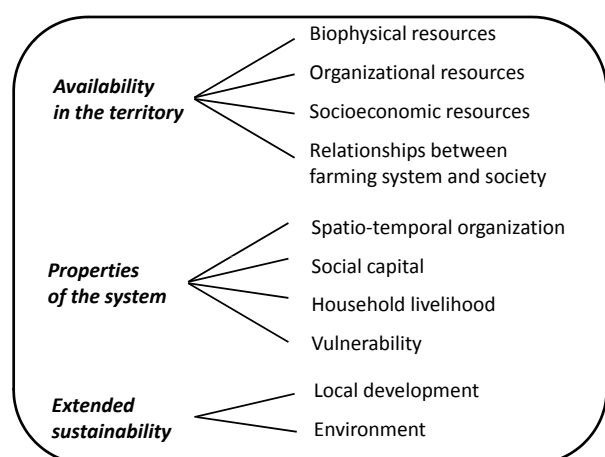 Availability
in the territory
Biophysical resources
Organizational resources
Socioeconomic resources
Relationships between
farming system and society
Properties
of the system
Spatio-temporal organization
Social capital
Household livelihood
Vulnerability
Extended
sustainability
Local development
Environment